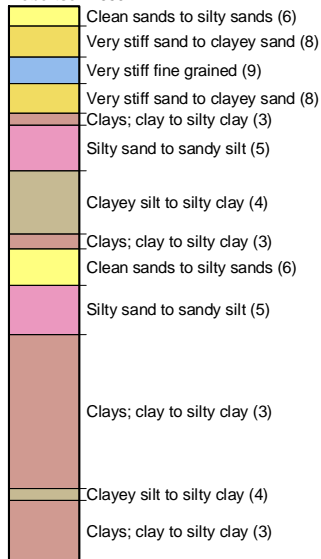 Clean sands to silty sands (6)
Very stiff sand to clayey sand (8)
Very stiff fine grained (9)
Very stiff sand to clayey sand (8)
Clays; clay to silty clay (3)
Silty sand to sandy silt (5)
Clayey silt to silty clay (4)
Clays; clay to silty clay (3)
Clean sands to silty sands (6)
Silty sand to sandy silt (5)
Clays; clay to silty clay (3)
Clayey silt to silty clay (4)
Clays; clay to silty clay (3)